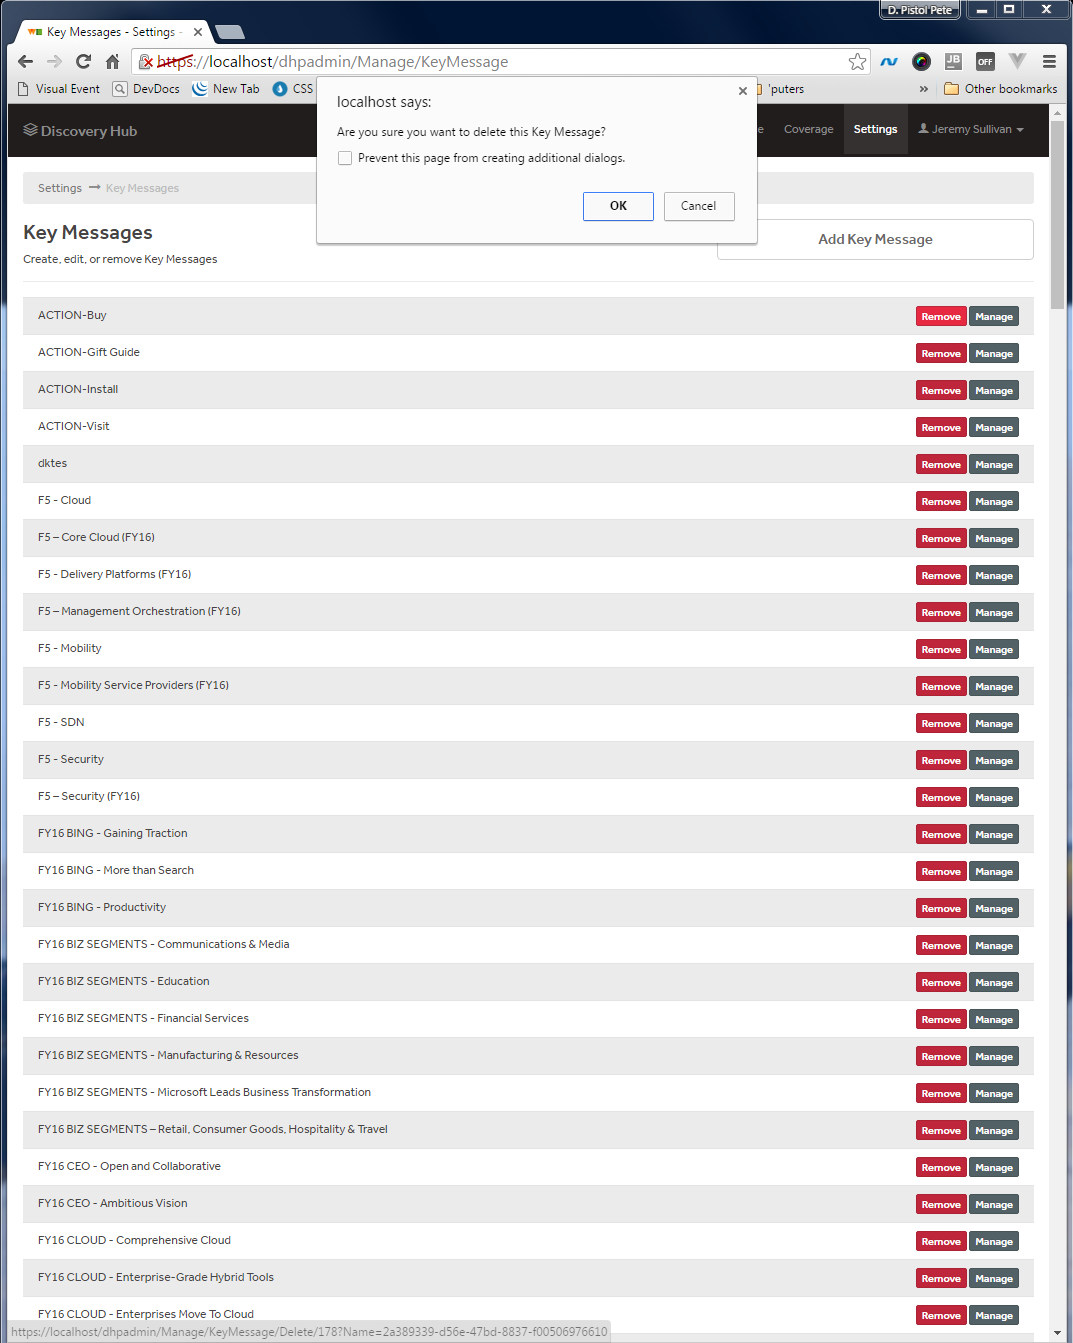 D. Pistol Pete
Key Messages - Settings -
https://localhost/dhpadmin/Manage/KeyMessage
JB
OFF
Visual Event
DevDocs
New Tab
CSS
'puters
»
Other bookmarks
localhost says:
Are you sure you want to delete this Key Message?
Prevent this page from creating additional dialogs.
OK
Cancel
Discovery Hub
Coverage
Settings
Jeremy Sullivan
Settings
Key Messages
Key Messages
Create, edit, or remove Key Messages
Add Key Message
ACTION-Buy Remove Manage
ACTION-Gift Guide Remove Manage
ACTION-Install Remove Manage
ACTION-Visit Remove Manage
dktes Remove Manage
F5 - Cloud Remove Manage
F5 – Core Cloud (FY16) Remove Manage
F5 - Delivery Platforms (FY16) Remove Manage
F5 – Management Orchestration (FY16) Remove Manage
F5 - Mobility Remove Manage
F5 - Mobility Service Providers (FY16) Remove Manage
F5 - SDN Remove Manage
F5 - Security Remove Manage
F5 – Security (FY16) Remove Manage
FY16 BING - Gaining Traction Remove Manage
FY16 BING - More than Search Remove Manage
FY16 BING - Productivity Remove Manage
FY16 BIZ SEGMENTS - Communications & Media Remove Manage
FY16 BIZ SEGMENTS - Education Remove Manage
FY16 BIZ SEGMENTS - Financial Services Remove Manage
FY16 BIZ SEGMENTS - Manufacturing & Resources Remove Manage
FY16 BIZ SEGMENTS - Microsoft Leads Business Transformation Remove Manage
FY16 BIZ SEGMENTS – Retail, Consumer Goods, Hospitality & Travel Remove Manage
FY16 CEO - Open and Collaborative Remove Manage
FY16 CEO - Ambitious Vision Remove Manage
FY16 CLOUD - Comprehensive Cloud Remove Manage
FY16 CLOUD - Enterprise-Grade Hybrid Tools Remove Manage
FY16 CLOUD - Enterprises Move To Cloud Remove Manage
https://localhost/dhpadmin/Manage/KeyMessage/Delete/178?Name=2a389339-d56e-47bd-8837-f00506976610